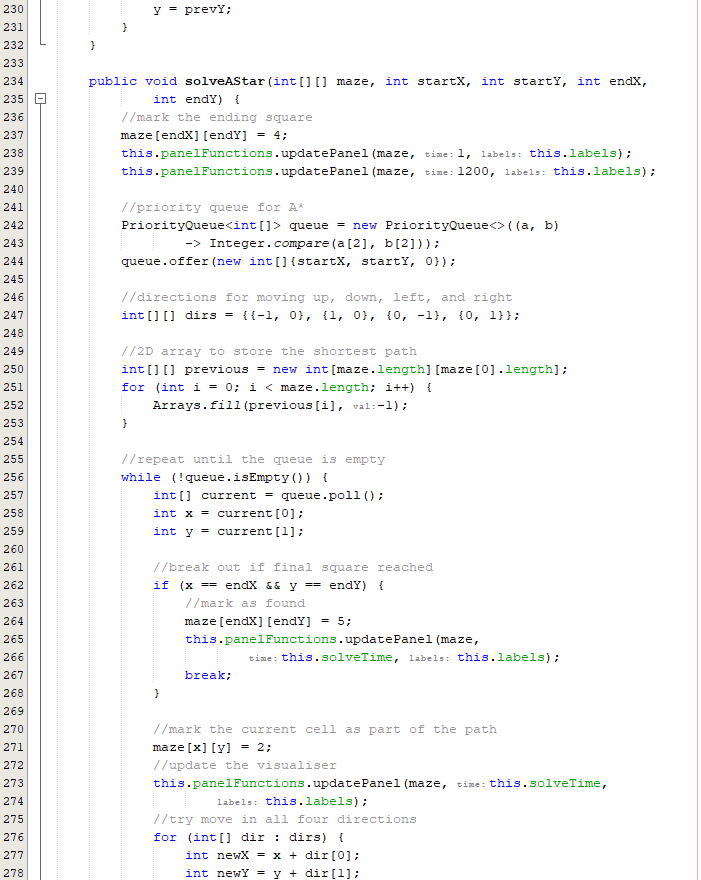 230 y = prevY;
231 }
232 }
233
234 public void solveAStar(int[][] maze, int startX, int startY, int endX,
235 int endY) {
236 //mark the ending square
237 maze[endX][endY] = 4;
238 this.panelFunctions.updatePanel(maze, time: 1, labels: this.labels);
239 this.panelFunctions.updatePanel(maze, time: 1200, labels: this.labels);
240
241 //priority queue for A*
242 PriorityQueue<int[]> queue = new PriorityQueue<>((a, b)
243 -> Integer.compare(a[2], b[2]));
244 queue.offer(new int[]{startX, startY, 0});
245
246 //directions for moving up, down, left, and right
247 int[][] dirs = {{-1, 0}, {1, 0}, {0, -1}, {0, 1}};
248
249 //2D array to store the shortest path
250 int[][] previous = new int[maze.length][maze[0].length];
251 for (int i = 0; i < maze.length; i++) {
252 Arrays.fill(previous[i], val:-1);
253 }
254
255 //repeat until the queue is empty
256 while (!queue.isEmpty()) {
257 int[] current = queue.poll();
258 int x = current[0];
259 int y = current[1];
260
261 //break out if final square reached
262 if (x == endX && y == endY) {
263 //mark as found
264 maze[endX][endY] = 5;
265 this.panelFunctions.updatePanel(maze,
266 time: this.solveTime, labels: this.labels);
267 break;
268 }
269
270 //mark the current cell as part of the path
271 maze[x][y] = 2;
272 //update the visualiser
273 this.panelFunctions.updatePanel(maze, time: this.solveTime,
274 labels: this.labels);
275 //try move in all four directions
276 for (int[] dir : dirs) {
277 int newX = x + dir[0];
278 int newY = y + dir[1];